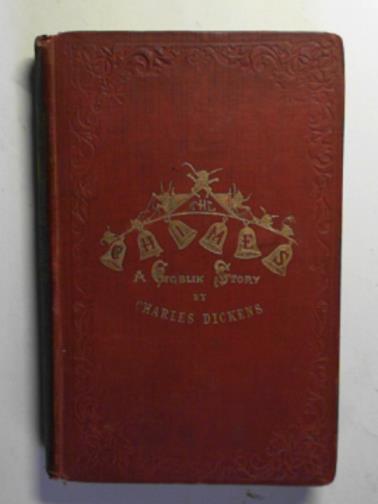 THE
CHIMES
A GOBLIN STORY
BY
CHARLES DICKENS